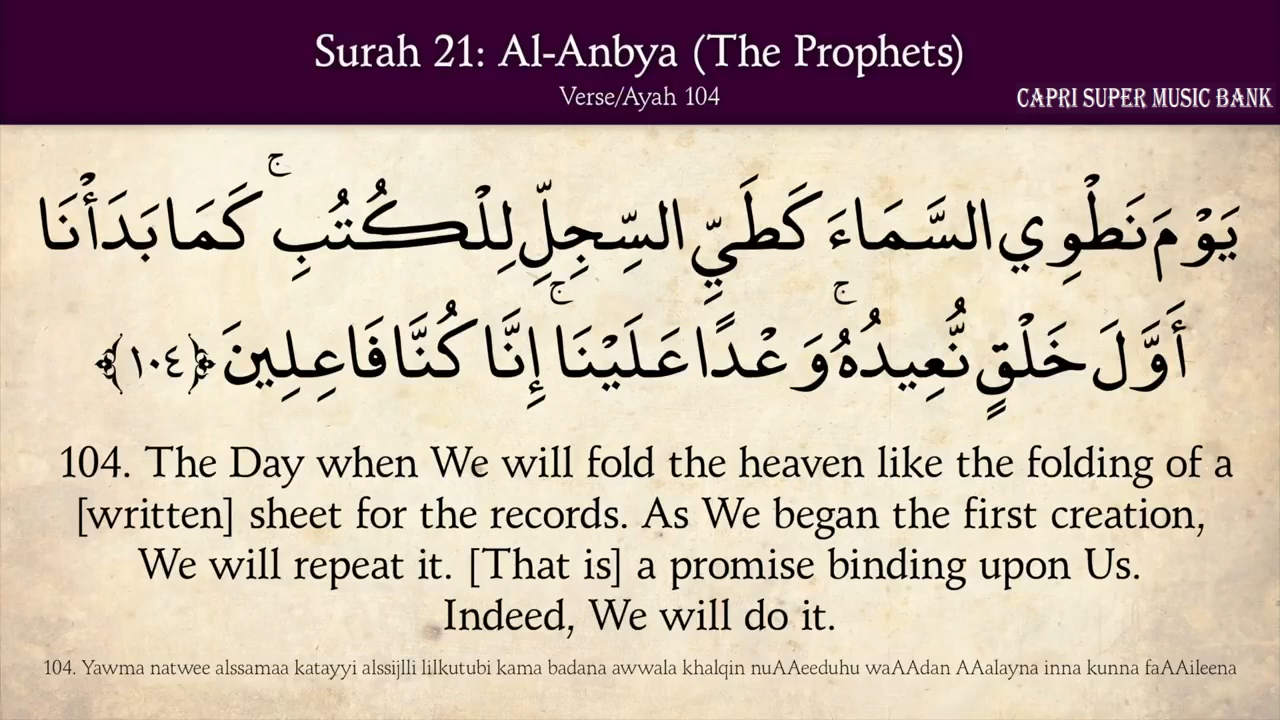 Surah 21: Al-Anbya (The Prophets)
Verse/Ayah 104
CAPRI SUPER MUSIC BANK
يَوْمَ نَطْوِي السَّمَاءَ كَطَيِّ السِّجِلِّ لِلْكُتُبِ ۚ كَمَا بَدَأْنَا
أَوَّلَ خَلْقٍ نُّعِيدُهُ ۚ وَعْدًا عَلَيْنَا ۚ إِنَّا كُنَّا فَاعِلِينَ ﴿١٠٤﴾
104. The Day when We will fold the heaven like the folding of a
[written] sheet for the records. As We began the first creation,
We will repeat it. [That is] a promise binding upon Us.
Indeed, We will do it.
104. Yawma natwee alssamaa katayyi alssijlli lilkutubi kama badana awwala khalqin nuAAeeduhu waAAdan AAalayna inna kunna faAAileena